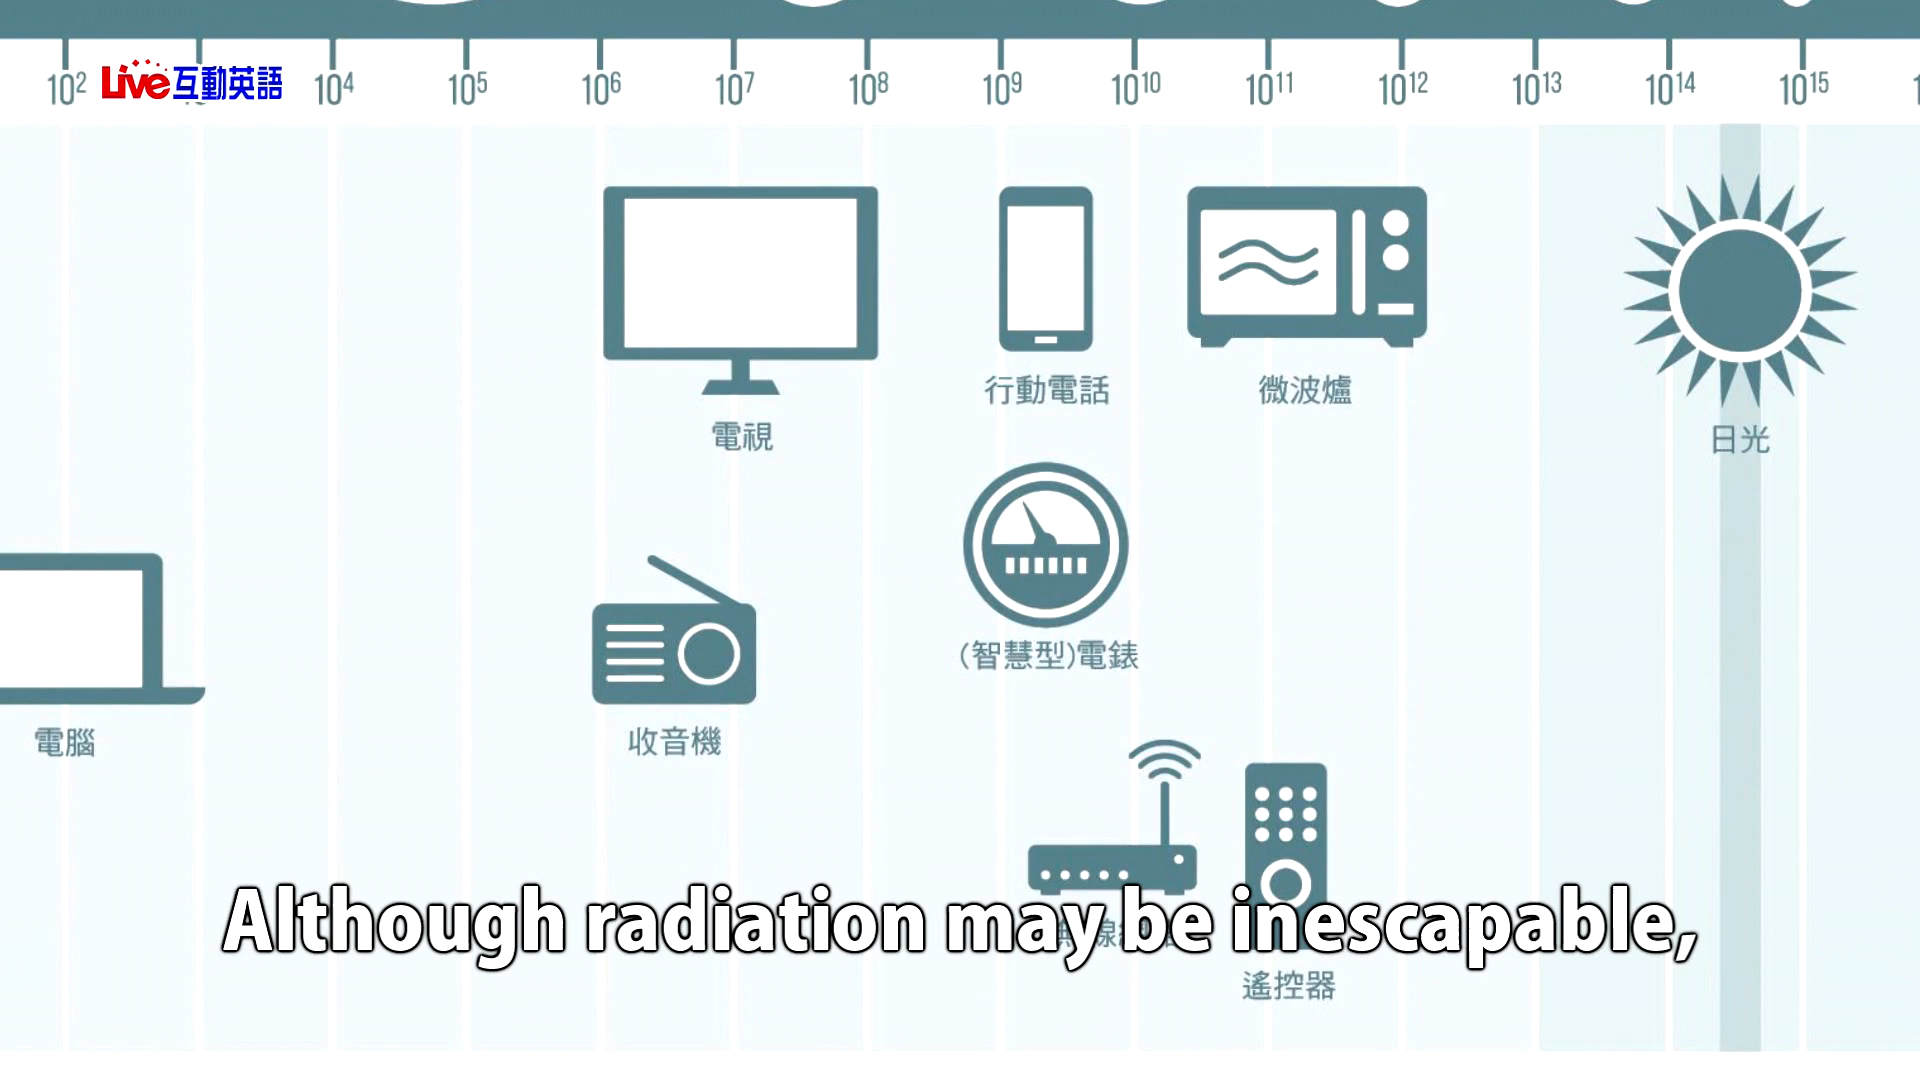 10² Live互動英語 10⁴ 10⁵ 10⁶ 10⁷ 10⁸ 10⁹ 10¹⁰ 10¹¹ 10¹² 10¹³ 10¹⁴ 10¹⁵
行動電話 微波爐
電視 日光
(智慧型)電錶
電腦 收音機
Although radiation may be inescapable,
遙控器